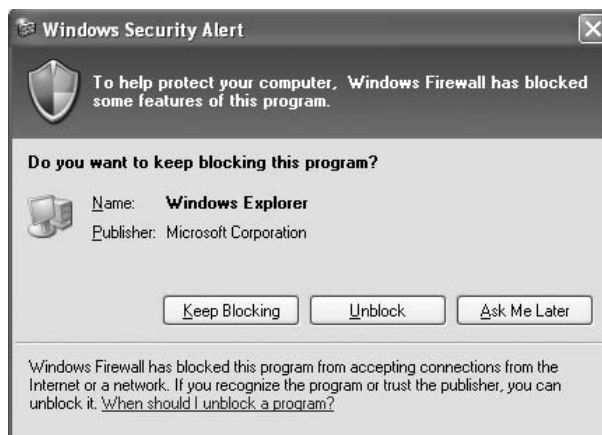 Windows Security Alert
To help protect your computer, Windows Firewall has blocked
some features of this program.
Do you want to keep blocking this program?
Name: Windows Explorer
Publisher: Microsoft Corporation
Keep Blocking Unblock Ask Me Later
Windows Firewall has blocked this program from accepting connections from the
Internet or a network. If you recognize the program or trust the publisher, you can
unblock it. When should I unblock a program?